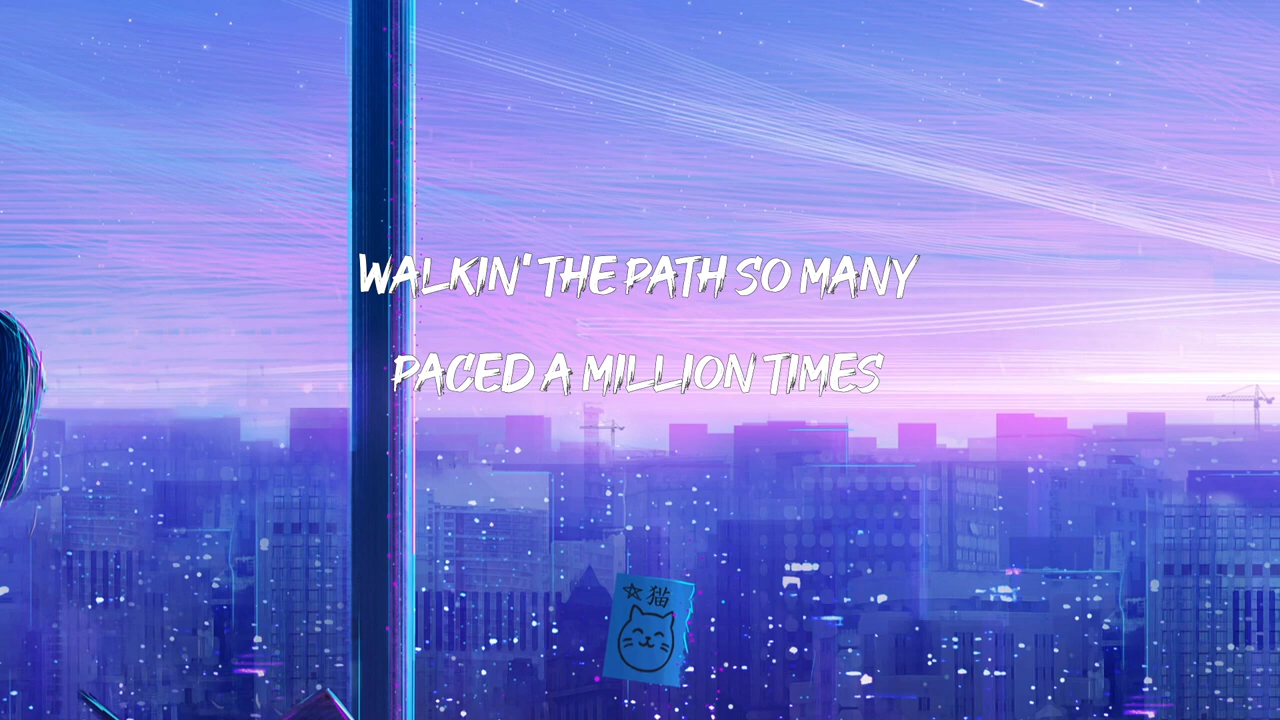 WALKIN' THE PATH SO MANY
PACED A MILLION TIMES
☆猫